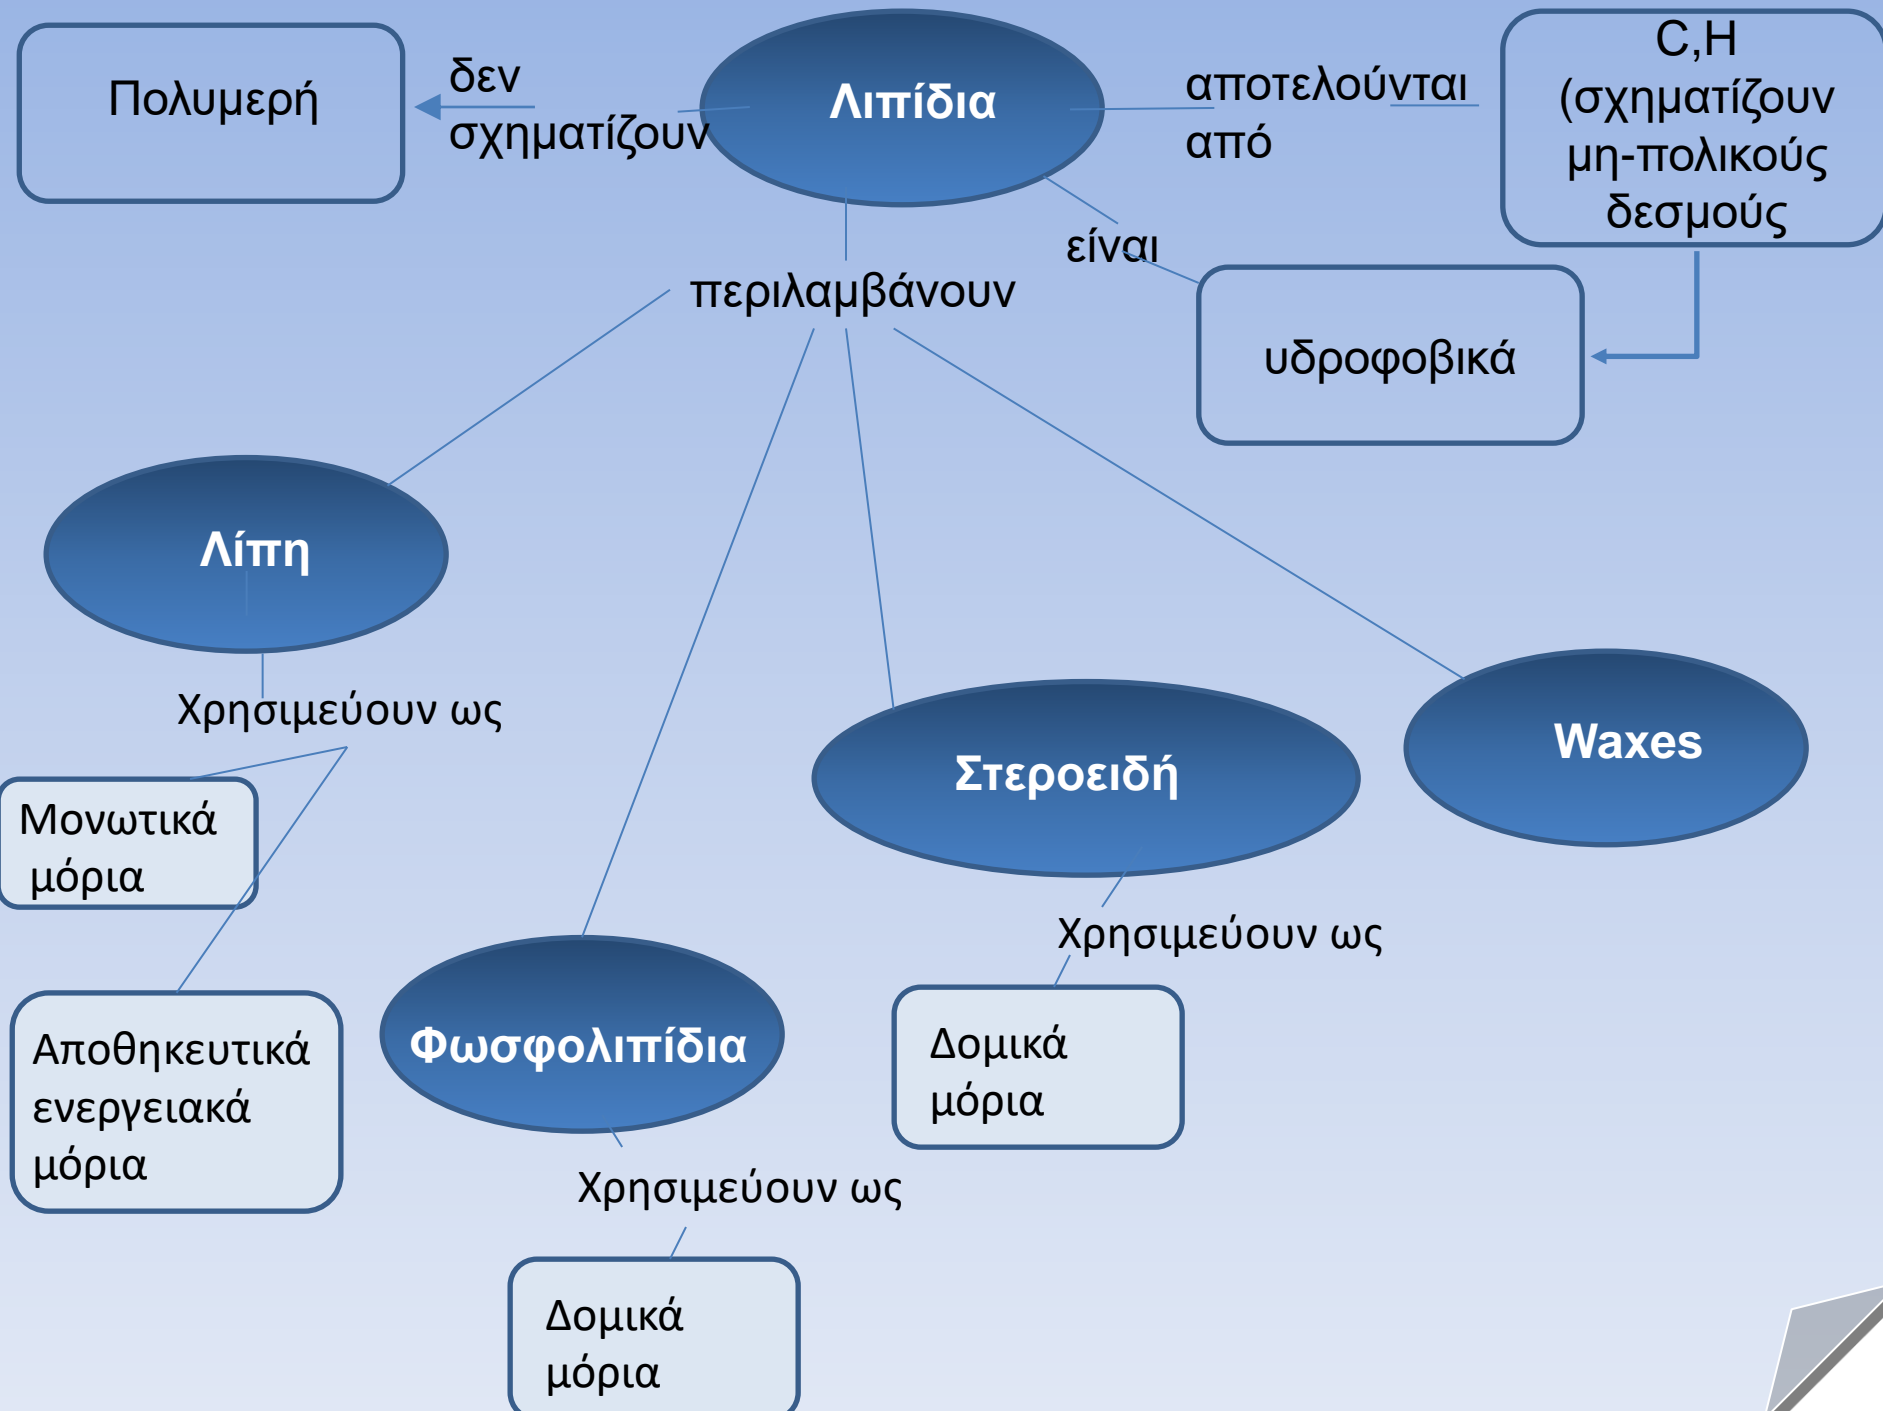 Πολυμερή
δεν
σχηματίζουν
Λιπίδια
αποτελούνται
από
C,H
(σχηματίζουν
μη-πολικούς
δεσμούς
είναι
περιλαμβάνουν
υδροφοβικά
Λίπη
Χρησιμεύουν ως
Μονωτικά
μόρια
Αποθηκευτικά
ενεργειακά
μόρια
Φωσφολιπίδια
Χρησιμεύουν ως
Δομικά
μόρια
Στεροειδή
Χρησιμεύουν ως
Δομικά
μόρια
Waxes